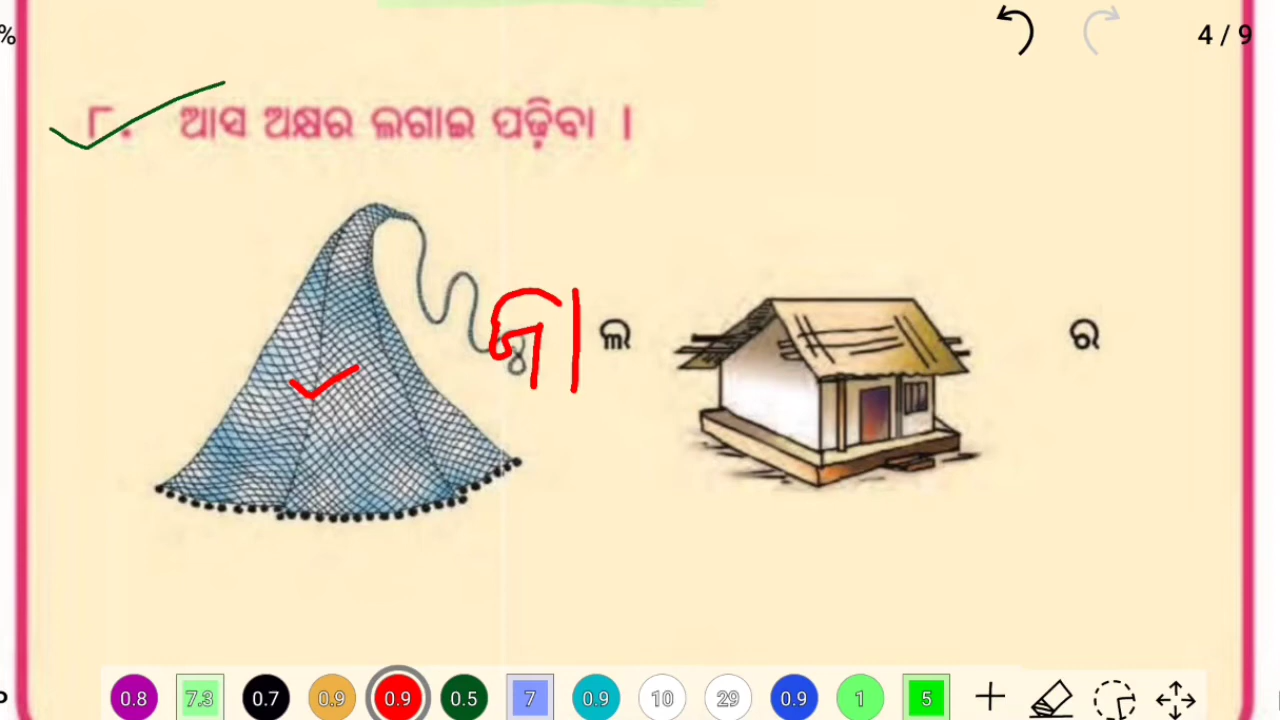 %
4 / 9
୮. ଆସ ଅକ୍ଷର ଲଗାଇ ପଢ଼ିବା ।
ଜା ଲ
ର
0.8 7.3 0.7 0.9 0.9 0.5 7 0.9 10 29 0.9 1 5